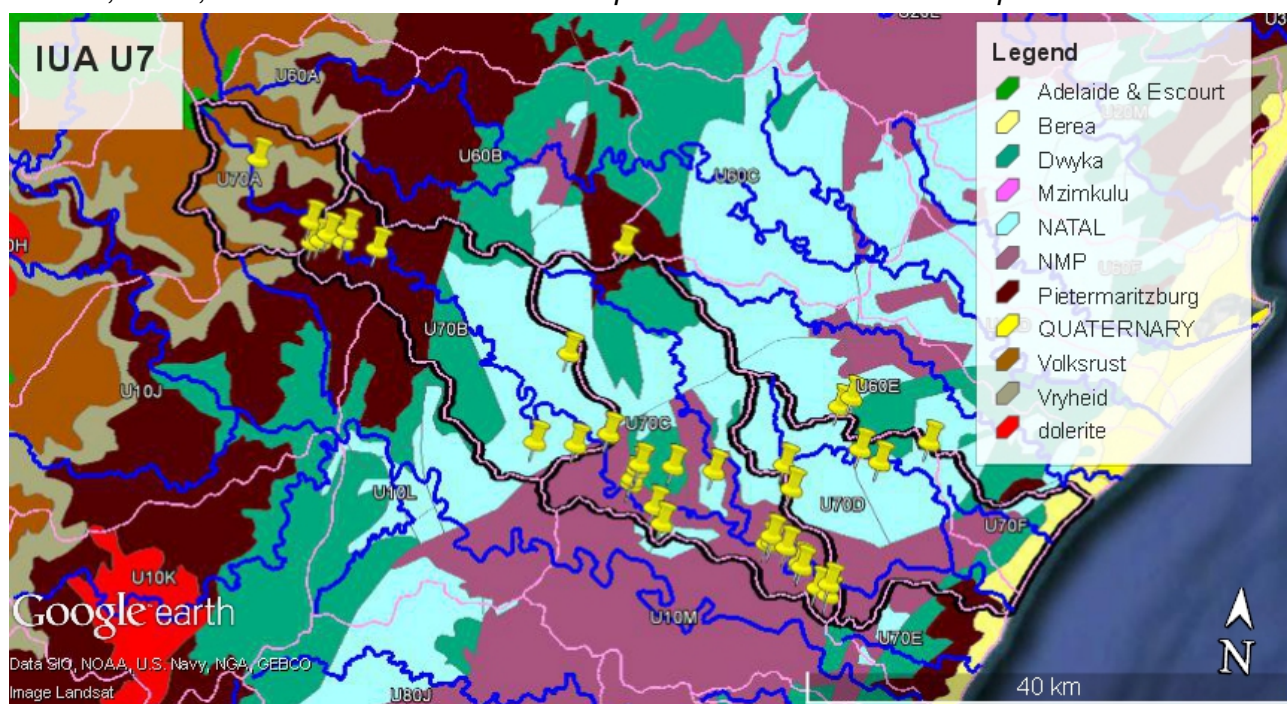 IUA U7
Legend
Adelaide & Escourt
Berea
Dwyka
Mzimkulu
NATAL
NMP
Pietermaritzburg
QUATERNARY
Volksrust
Vryheid
dolerite
U60A
U60B
U70A
U60C
U70B
U10J
U60E
U70C
U10L
U70D
U70F
U10K
U10M
U70E
U80J
Google earth
Data SIO, NOAA, U.S. Navy, NGA, GEBCO
Image Landsat
N
40 km